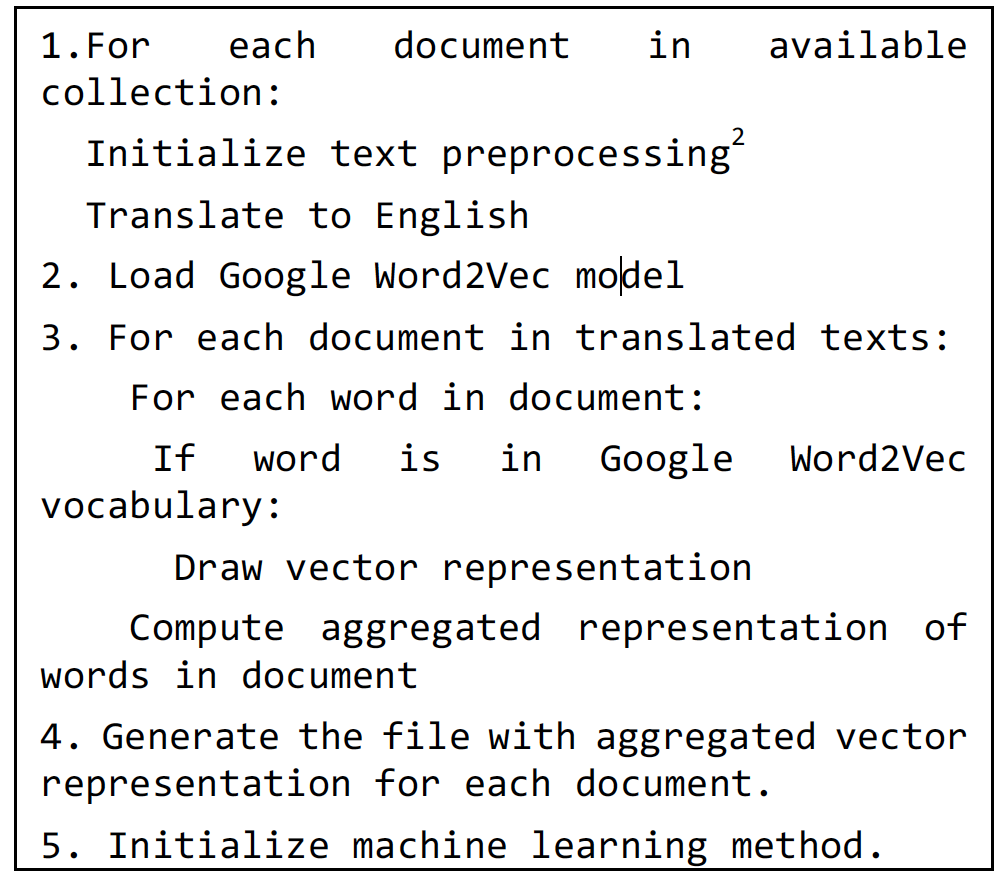 1.For each document in available
collection:
Initialize text preprocessing2
Translate to English
2. Load Google Word2Vec model
3. For each document in translated texts:
For each word in document:
If word is in Google Word2Vec
vocabulary:
Draw vector representation
Compute aggregated representation of
words in document
4. Generate the file with aggregated vector
representation for each document.
5. Initialize machine learning method.